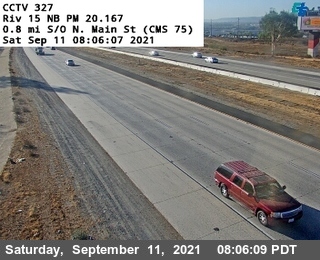 CCTV 327
Riv 15 NB PM 20.167
0.8 mi S/O N. Main St (CMS 75)
Sat Sep 11 08:06:07 2021
Saturday, September 11, 2021 08:06:09 PDT